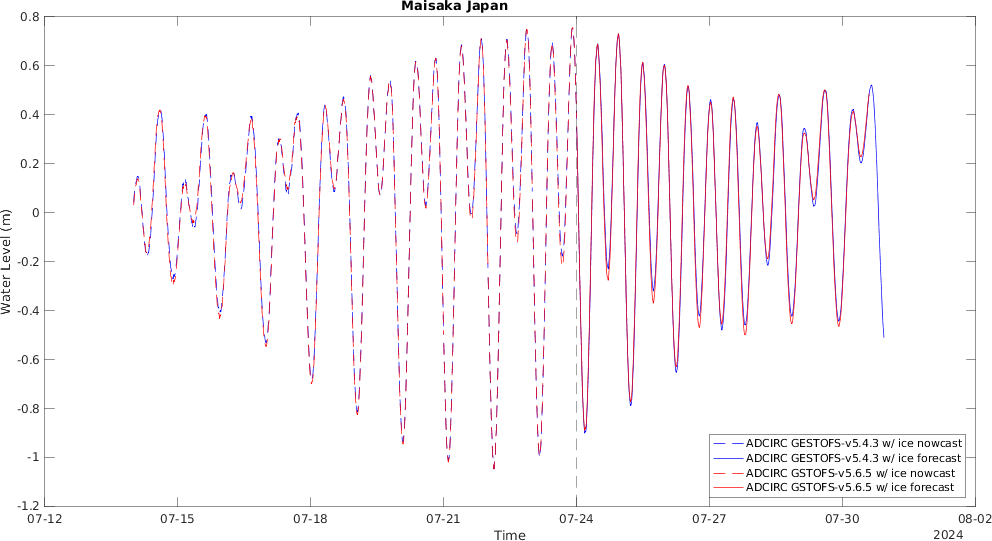 Maisaka Japan
0.8
0.6
0.4
0.2
0
-0.2
-0.4
-0.6
-0.8
-1
-1.2
Water Level (m)
ADCIRC GESTOFS-v5.4.3 w/ ice nowcast
ADCIRC GESTOFS-v5.4.3 w/ ice forecast
ADCIRC GSTOFS-v5.6.5 w/ ice nowcast
ADCIRC GSTOFS-v5.6.5 w/ ice forecast
07-12 07-15 07-18 07-21 07-24 07-27 07-30 08-02
Time
2024